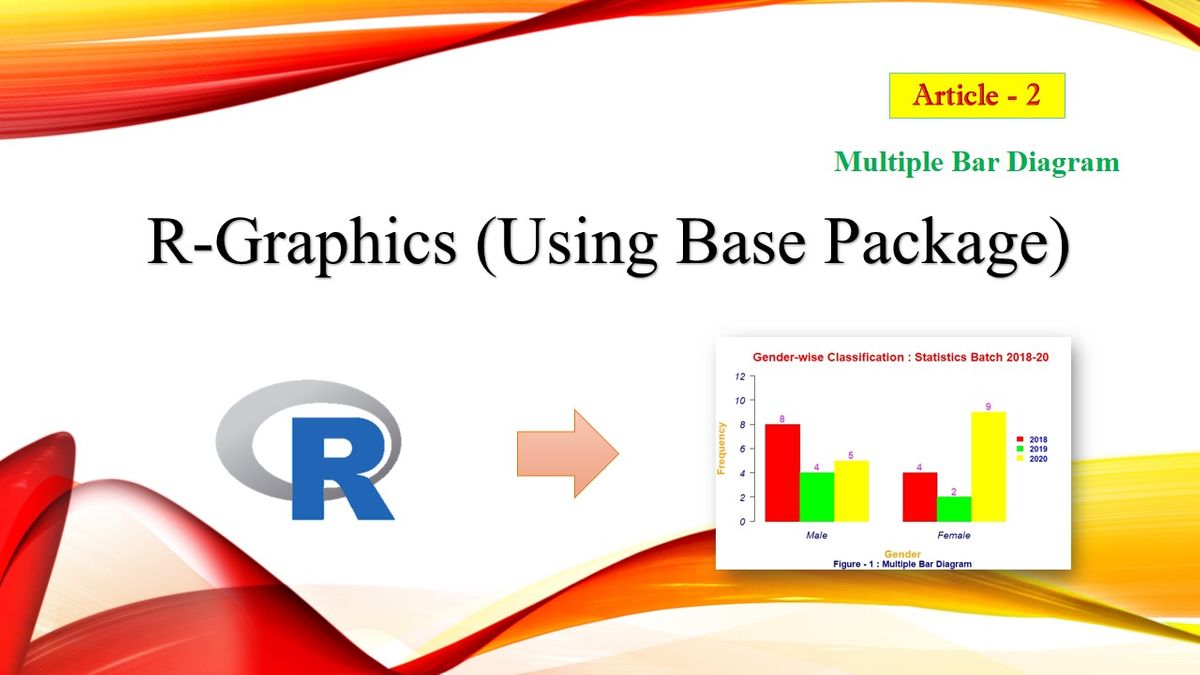 Article - 2
Multiple Bar Diagram
R-Graphics (Using Base Package)
R
Gender-wise Classification : Statistics Batch 2018-20
Frequency
12
10
8
6
4
2
0
8
4
5
4
2
9
2018
2019
2020
Male
Female
Gender
Figure - 1 : Multiple Bar Diagram